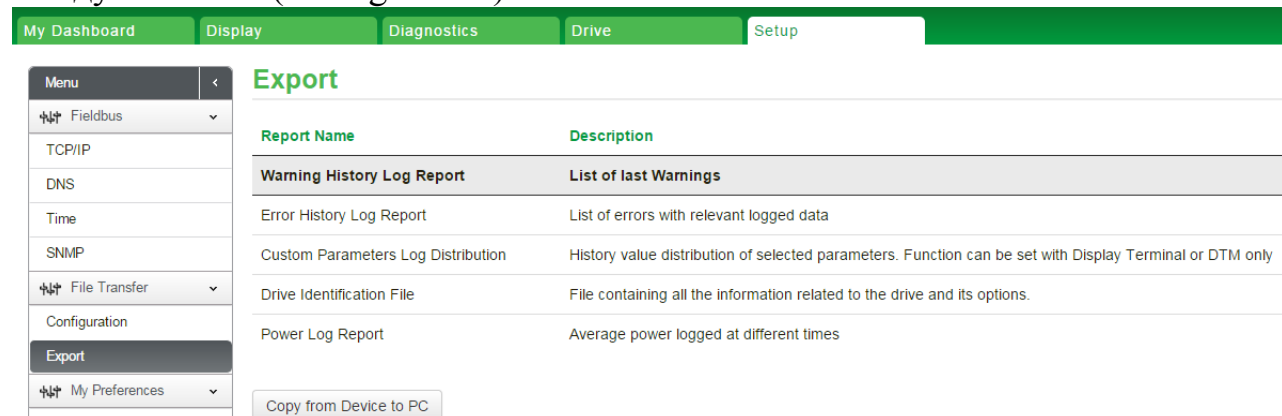 My Dashboard Display Diagnostics Drive Setup
Menu
Fieldbus
TCP/IP
DNS
Time
SNMP
File Transfer
Configuration
Export
My Preferences
Export
Report Name Description
Warning History Log Report List of last Warnings
Error History Log Report List of errors with relevant logged data
Custom Parameters Log Distribution History value distribution of selected parameters. Function can be set with Display Terminal or DTM only
Drive Identification File File containing all the information related to the drive and its options.
Power Log Report Average power logged at different times
Copy from Device to PC